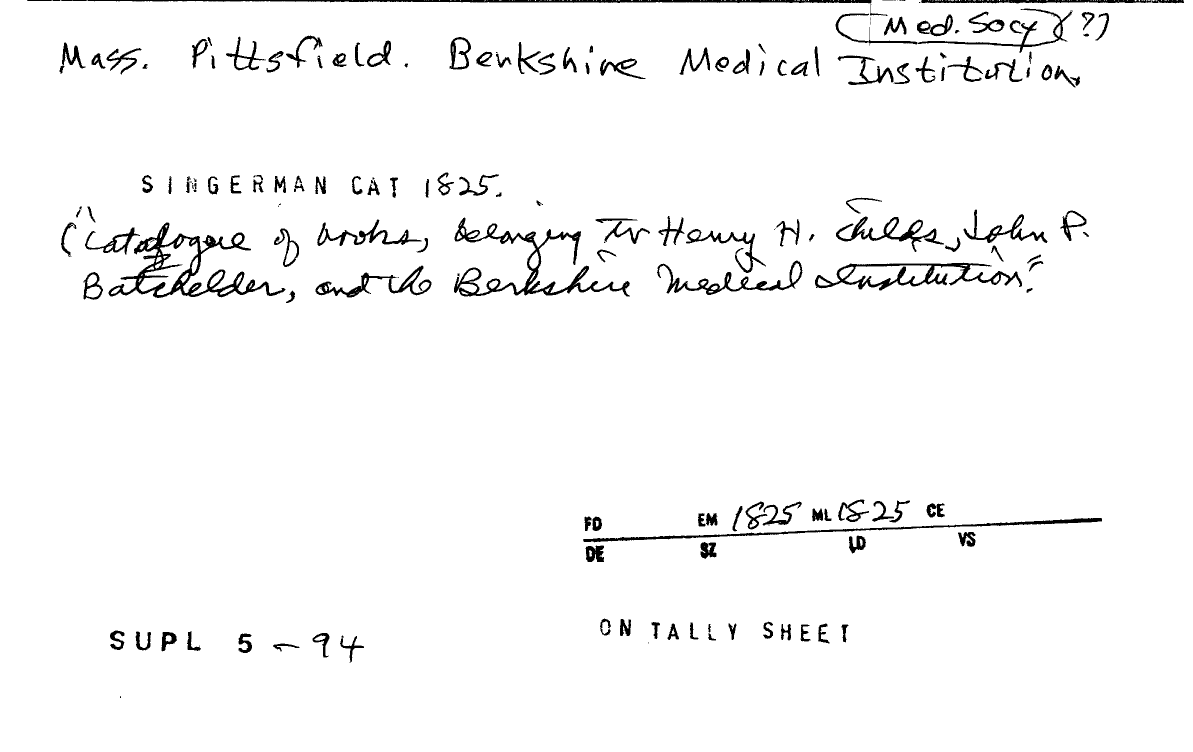 Med. Socy (?)
Mass. Pittsfield. Berkshire Medical Institution.
SINGERMAN CAT 1825.
("Catalogue of books, belonging to Henry H. Childs, John P.
Batchelder, and the Berkshire Medical Institution."
FD EM 1825 ML 1825 CE
DE SZ LD VS
SUPL 5-94
ON TALLY SHEET